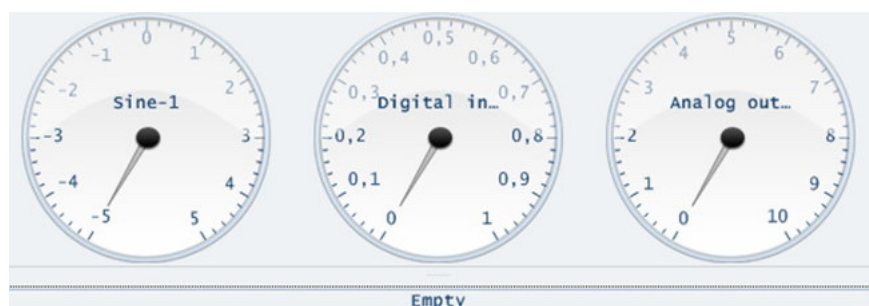 0 0,5 5
-1 1 0,4 0,6 4 6
-2 2 0,3 0,7 3 7
Sine-1 Digital in… Analog out…
-3 3 0,2 0,8 2 8
-4 4 0,1 0,9 1 9
-5 5 0 1 0 10
Empty